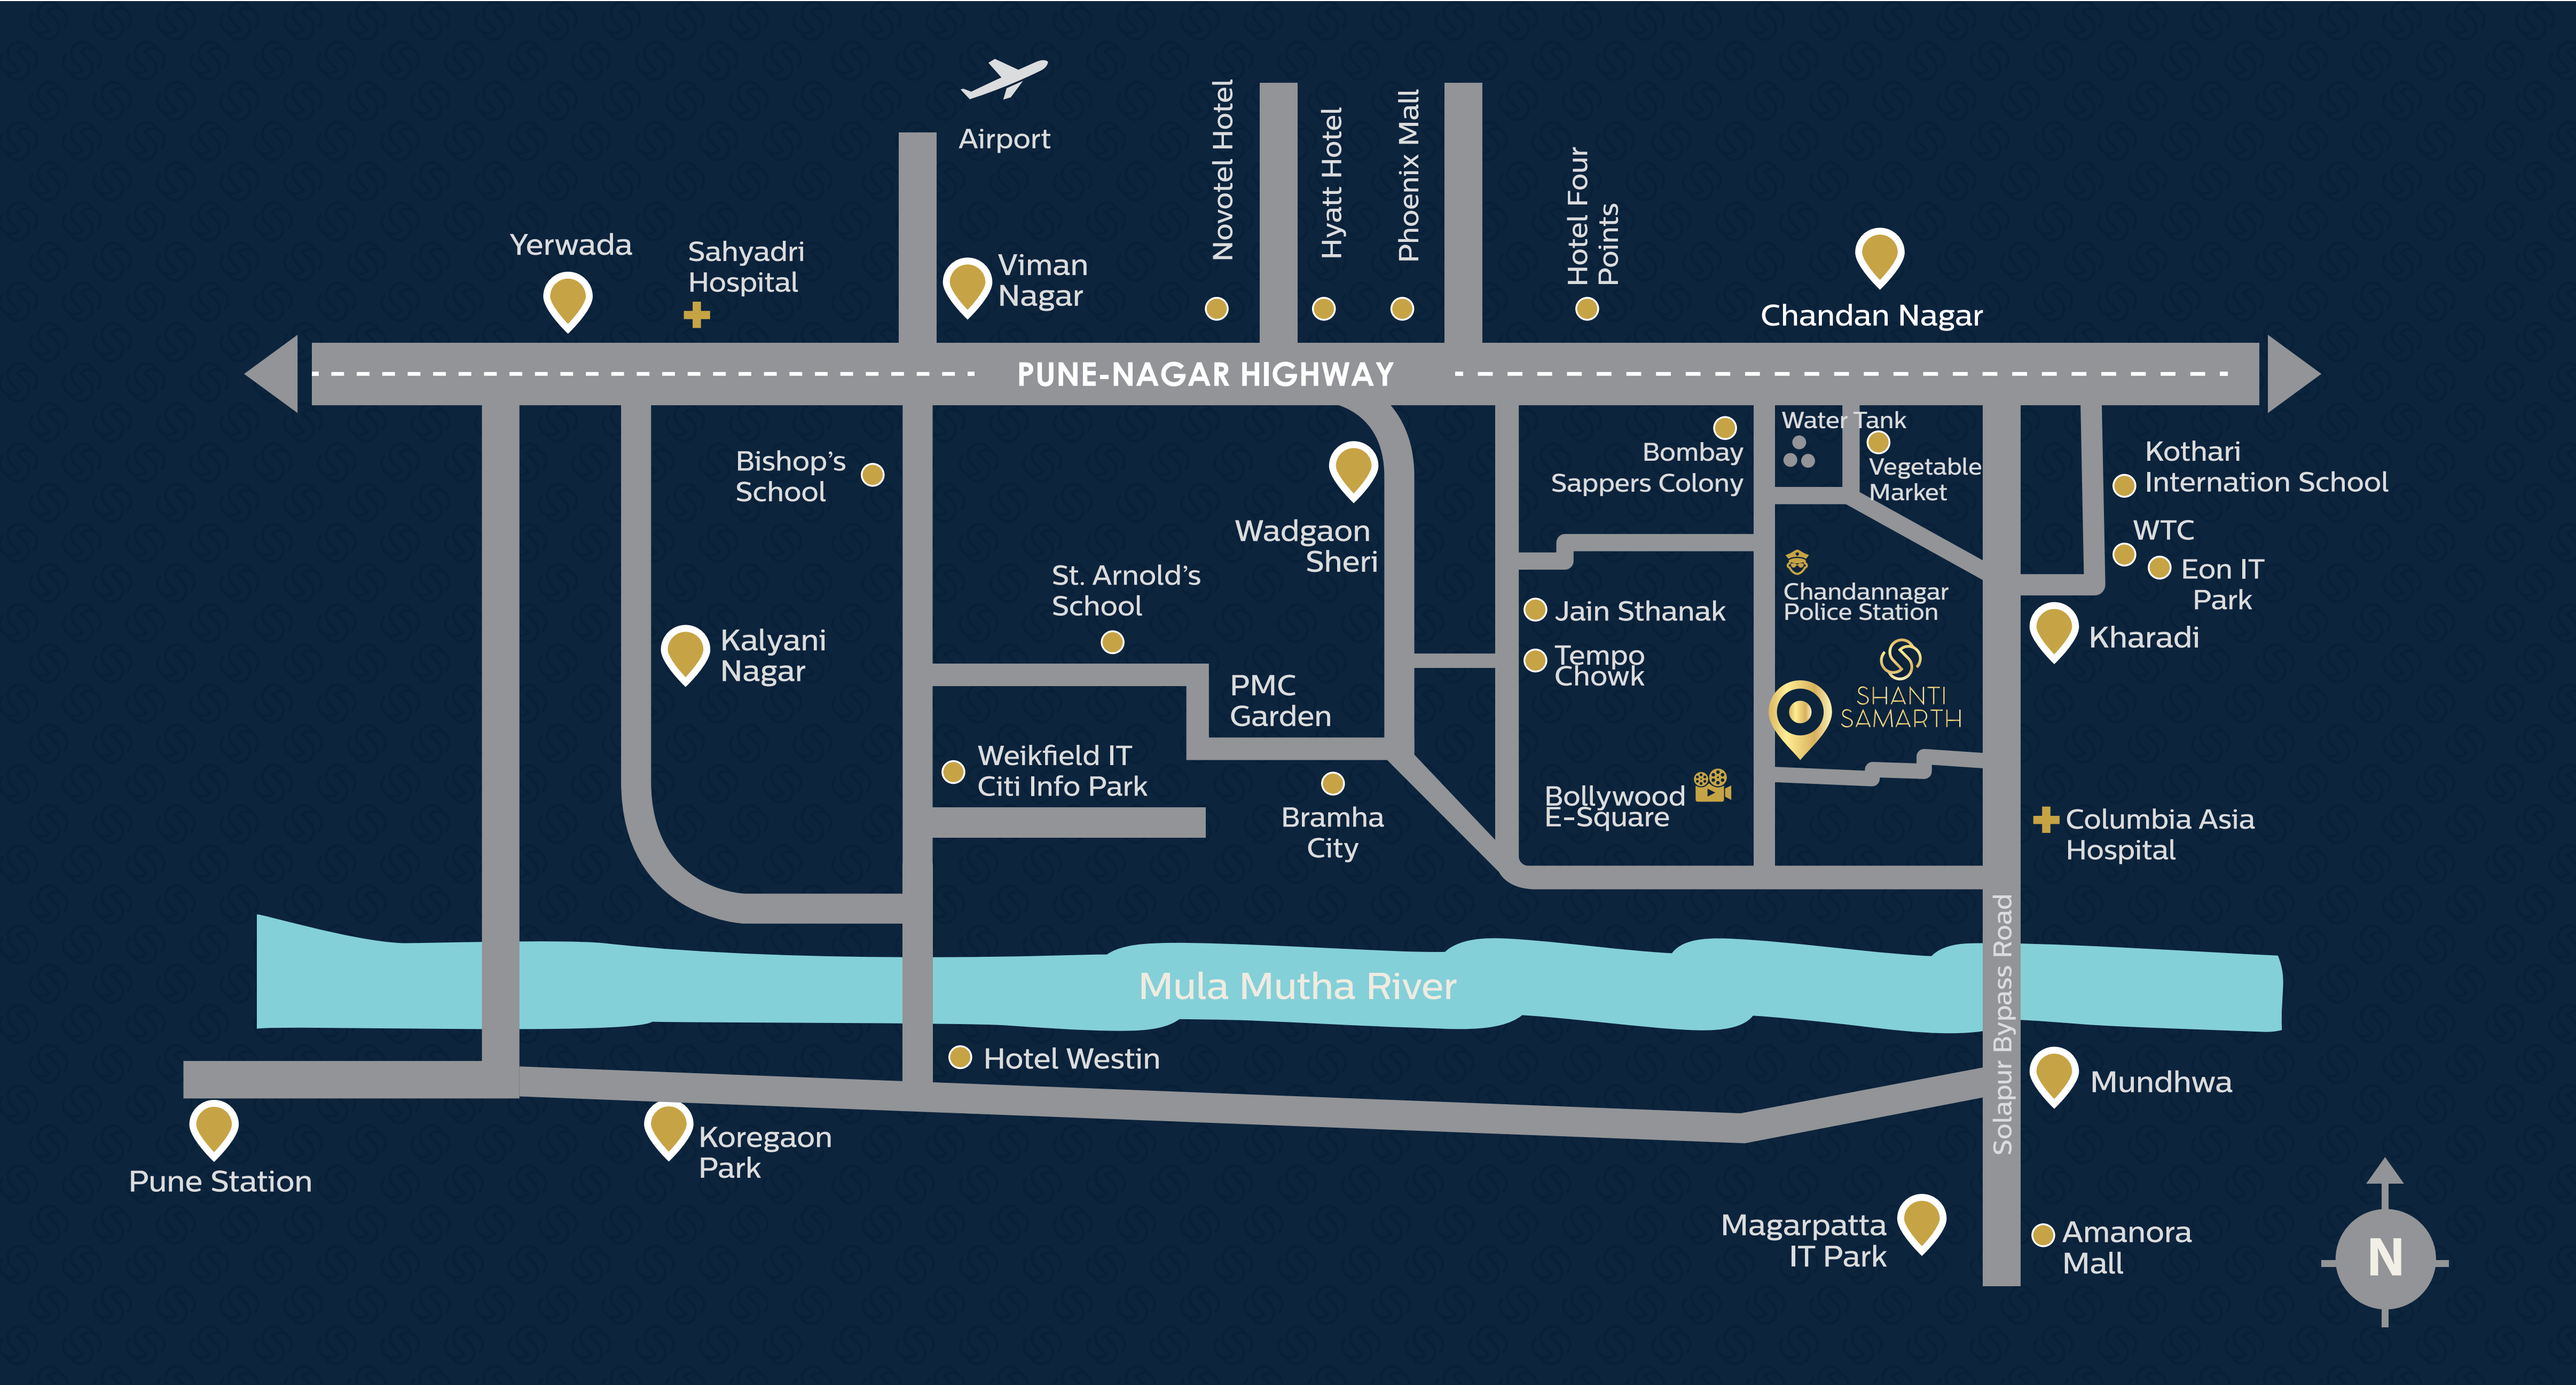 Airport
Novotel Hotel
Hyatt Hotel
Phoenix Mall
Hotel Four
Points
Yerwada
Sahyadri
Hospital
Viman
Nagar
Chandan Nagar
PUNE-NAGAR HIGHWAY
Water Tank
Bishop's
School
Bombay
Sappers Colony
Vegetable
Market
Kothari
Internation School
Wadgaon
Sheri
WTC
Eon IT
Park
St. Arnold's
School
Jain Sthanak
Chandannagar
Police Station
Kalyani
Nagar
Tempo
Chowk
Kharadi
SHANTI
SAMARTH
PMC
Garden
Weikfield IT
Citi Info Park
Bramha
City
Bollywood
E-Square
Columbia Asia
Hospital
Mula Mutha River
Solapur Bypass Road
Hotel Westin
Mundhwa
Koregaon
Park
Pune Station
Magarpatta
IT Park
Amanora
Mall
N